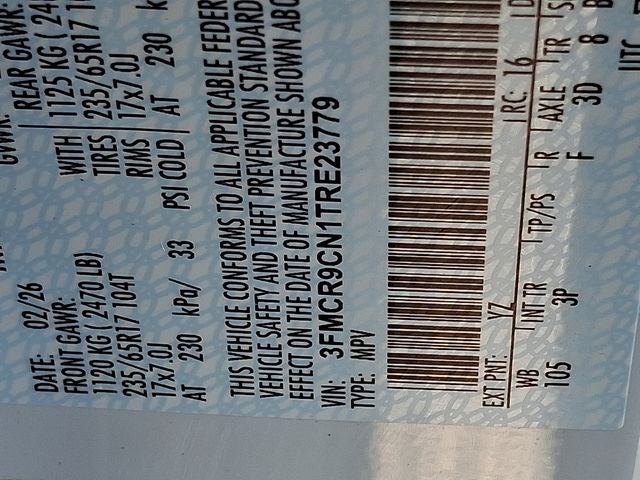 DATE: 02/26 GVWR:
FRONT GAWR: REAR GAWR:
1120 KG ( 2470 LB) WITH 1125 KG ( 24
235/65R17 104T TIRES 235/65R17 10
17x7.0J RIMS 17x7.0J
AT 230 kPa/ 33 PSI COLD AT 230 k
THIS VEHICLE CONFORMS TO ALL APPLICABLE FEDER
VEHICLE SAFETY AND THEFT PREVENTION STANDARD
EFFECT ON THE DATE OF MANUFACTURE SHOWN ABO
VIN: 3FMCR9CN1TRE23779
TYPE: MPV
EXT PNT: YZ RC: 16
WB INT TR TP/PS R AXLE TR
105 3P F 3D 8
UTC